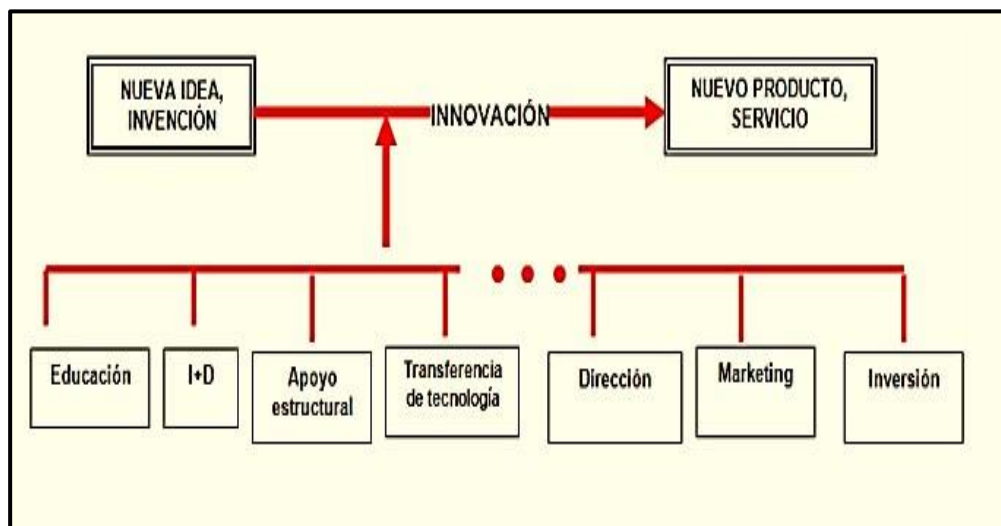 NUEVA IDEA,
INVENCIÓN
INNOVACIÓN
NUEVO PRODUCTO,
SERVICIO
Educación
I+D
Apoyo
estructural
Transferencia
de tecnología
Dirección
Marketing
Inversión